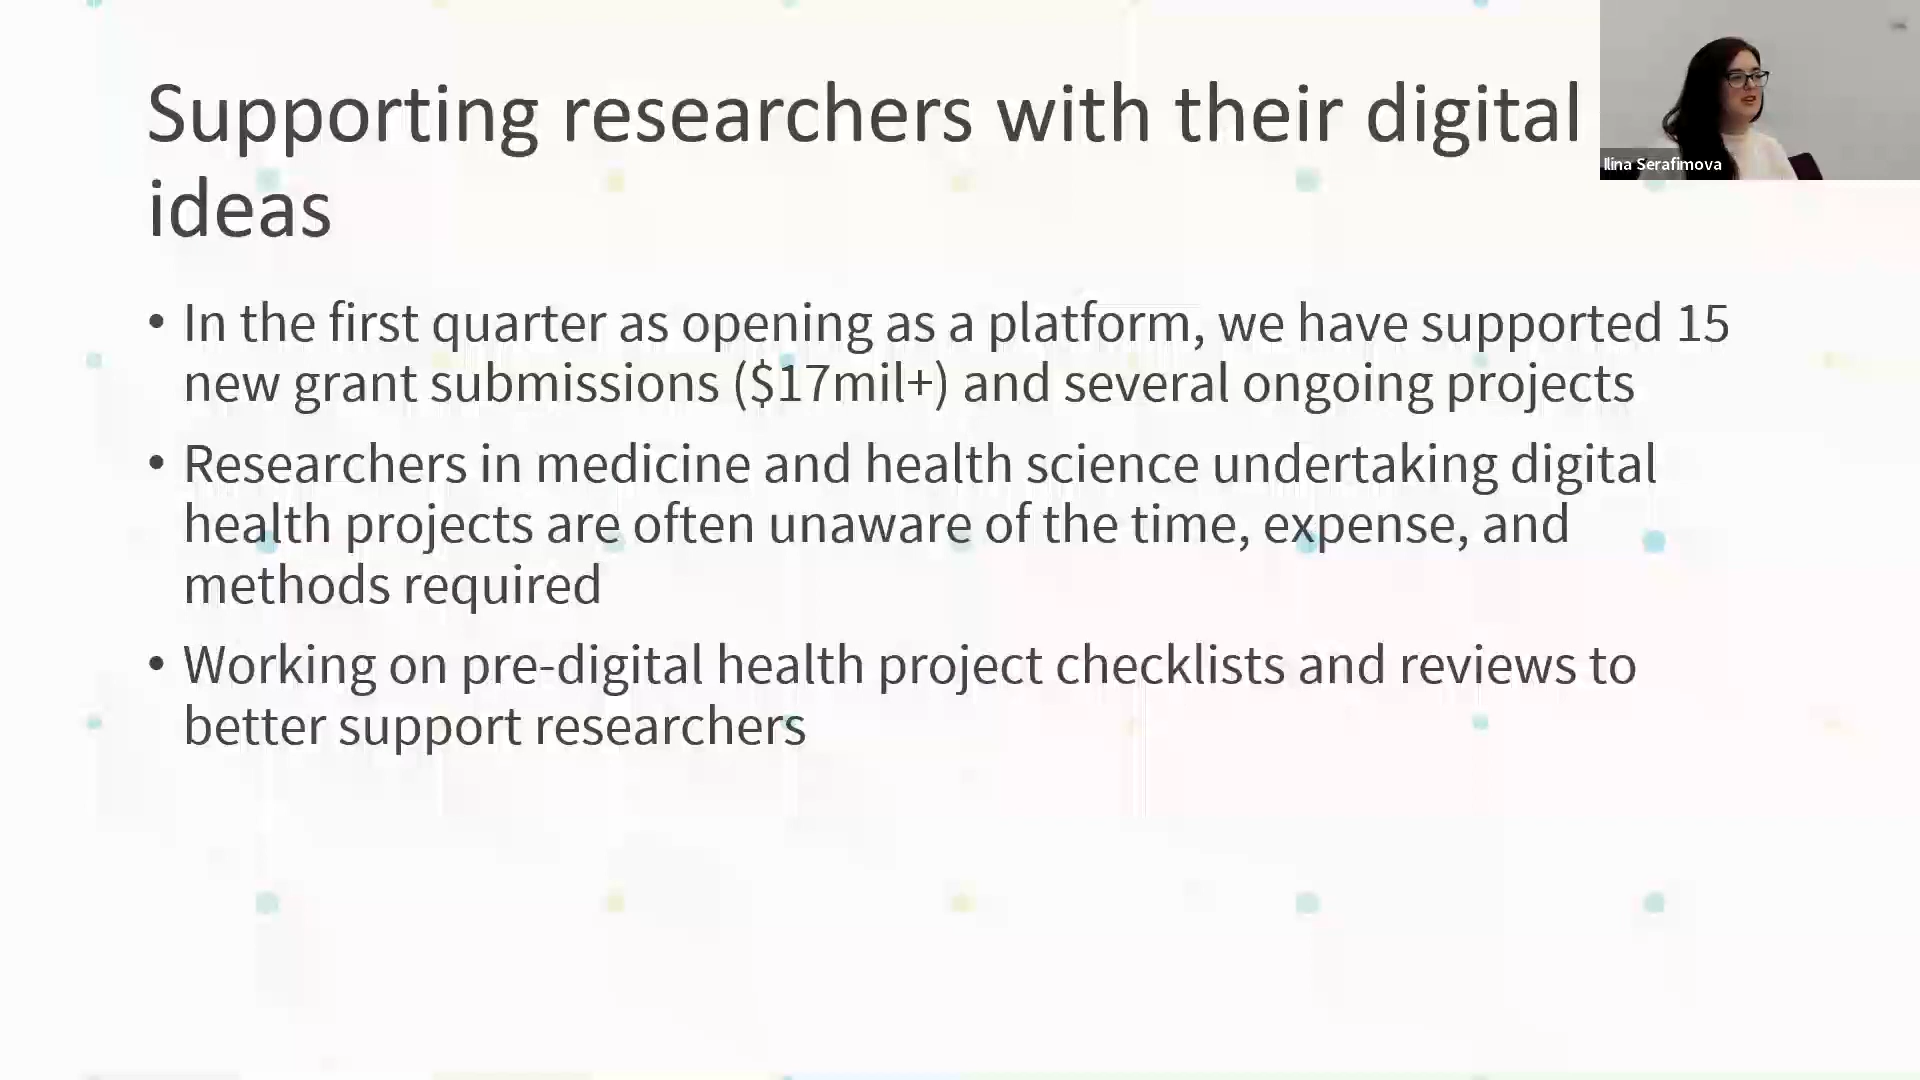 Supporting researchers with their digital
ideas
Ilina Serafimova
• In the first quarter as opening as a platform, we have supported 15
new grant submissions ($17mil+) and several ongoing projects
• Researchers in medicine and health science undertaking digital
health projects are often unaware of the time, expense, and
methods required
• Working on pre-digital health project checklists and reviews to
better support researchers